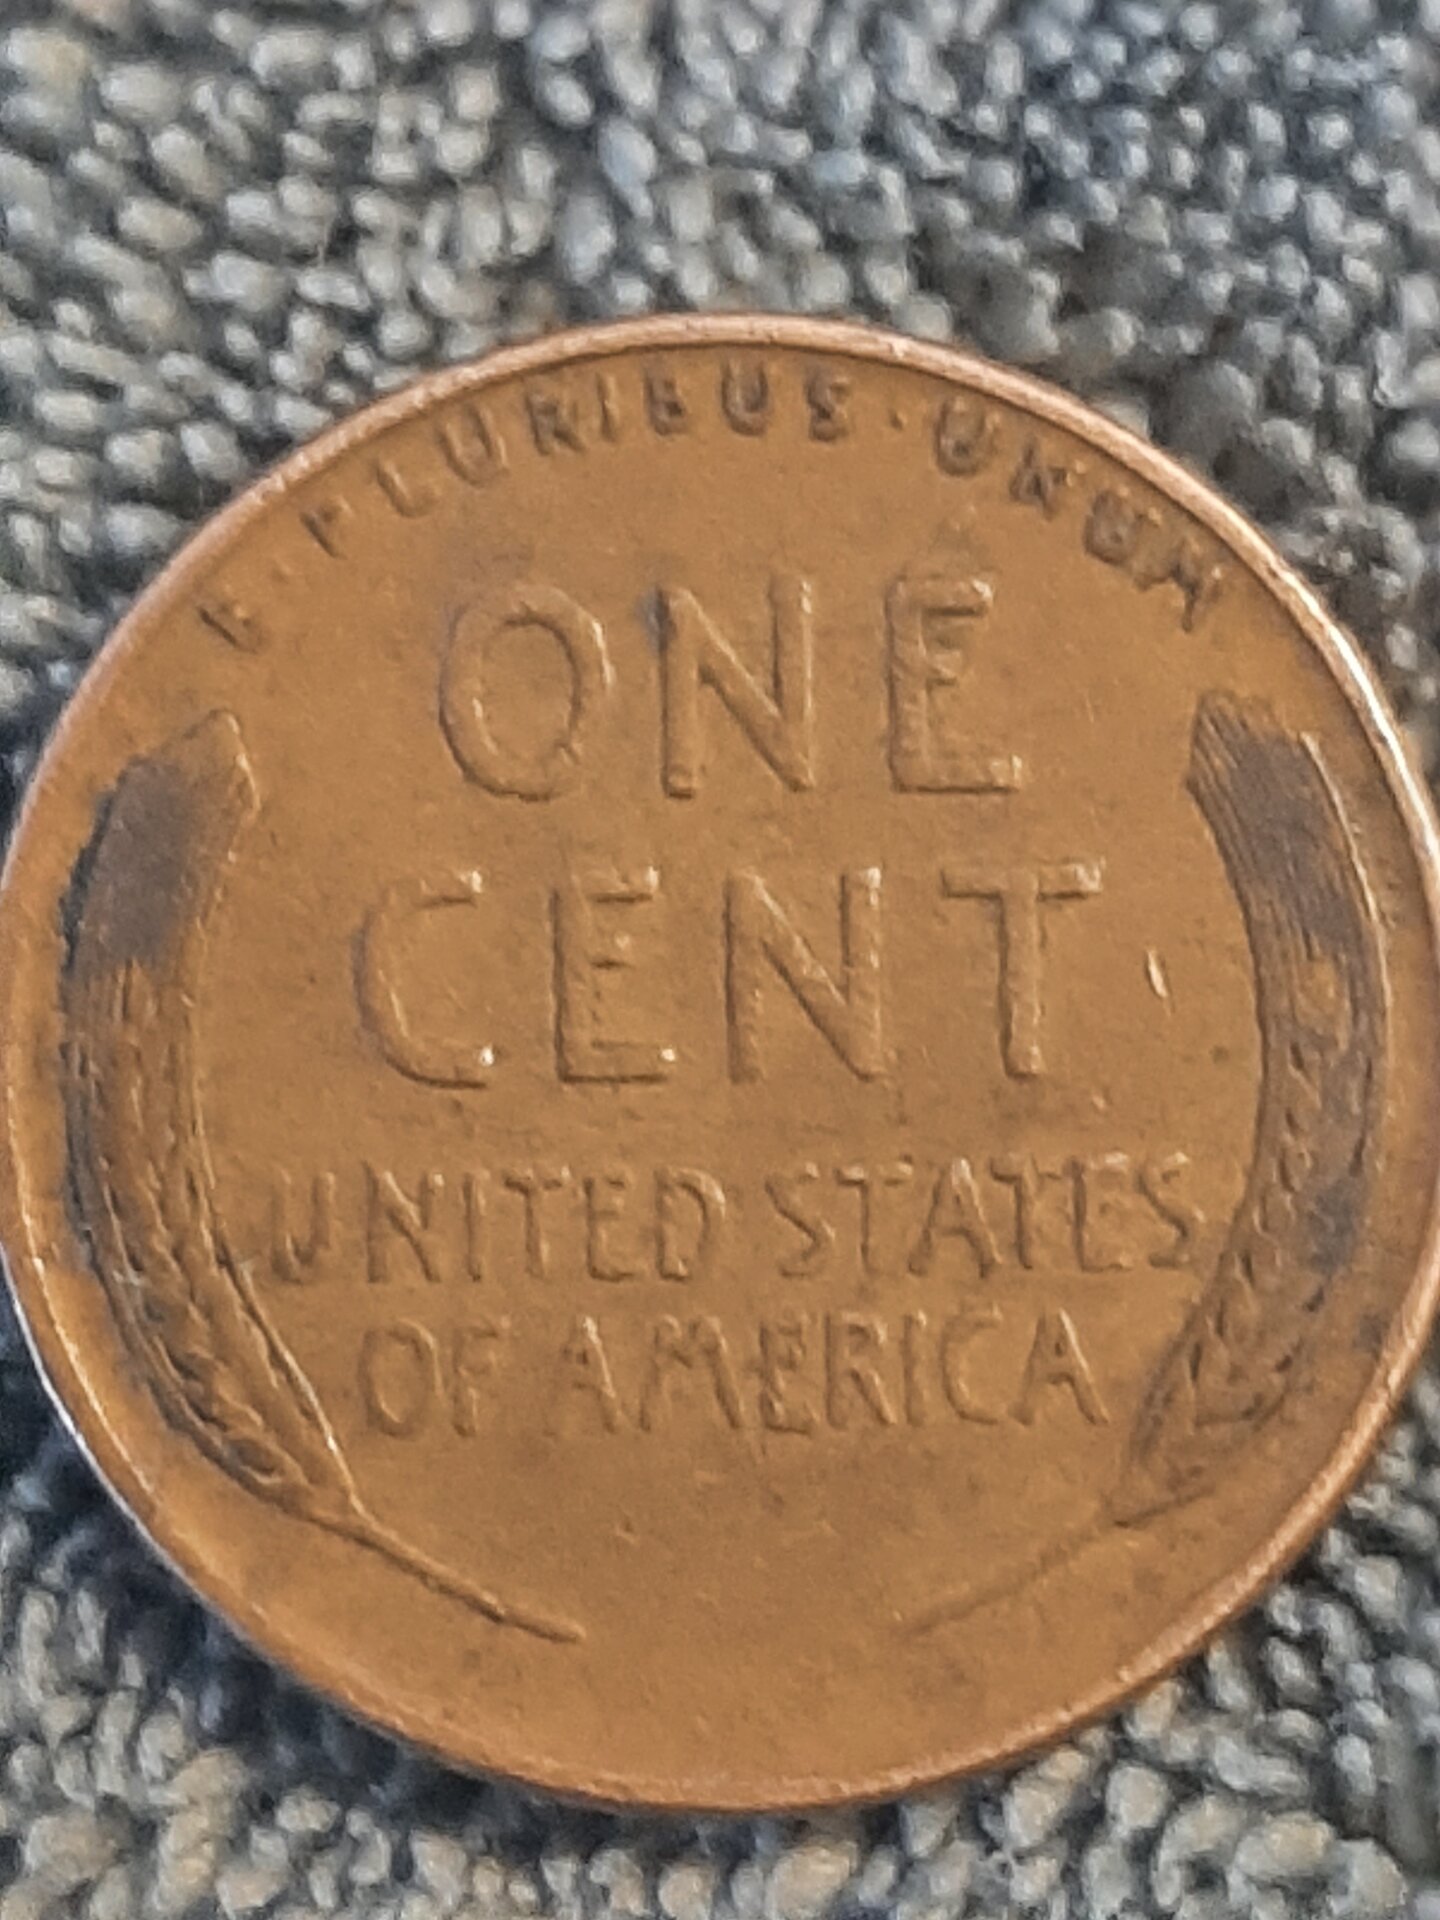 E · PLURIBUS · UNUM
ONE
CENT
UNITED STATES
OF AMERICA